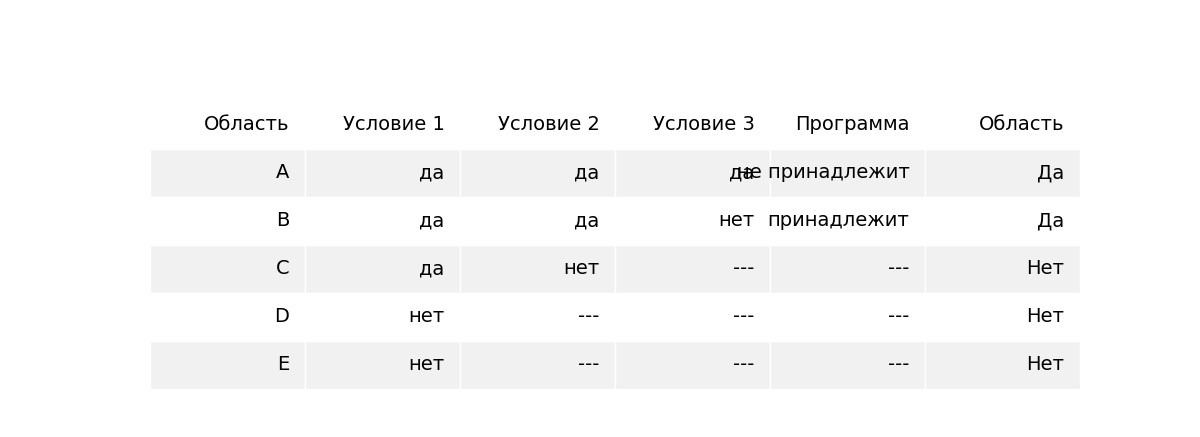 Область Условие 1 Условие 2 Условие 3 Программа Область
A да да да не принадлежит Да
B да да нет принадлежит Да
C да нет --- --- Нет
D нет --- --- --- Нет
E нет --- --- --- Нет